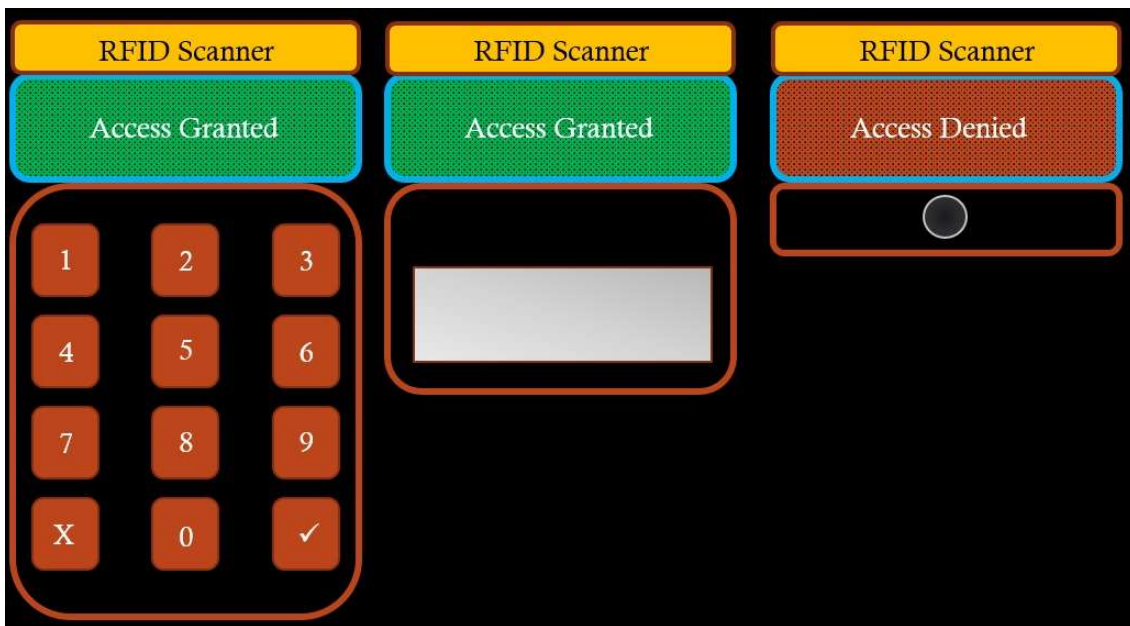 RFID Scanner
Access Granted
1 2 3
4 5 6
7 8 9
X 0 ✓
RFID Scanner
Access Granted
RFID Scanner
Access Denied